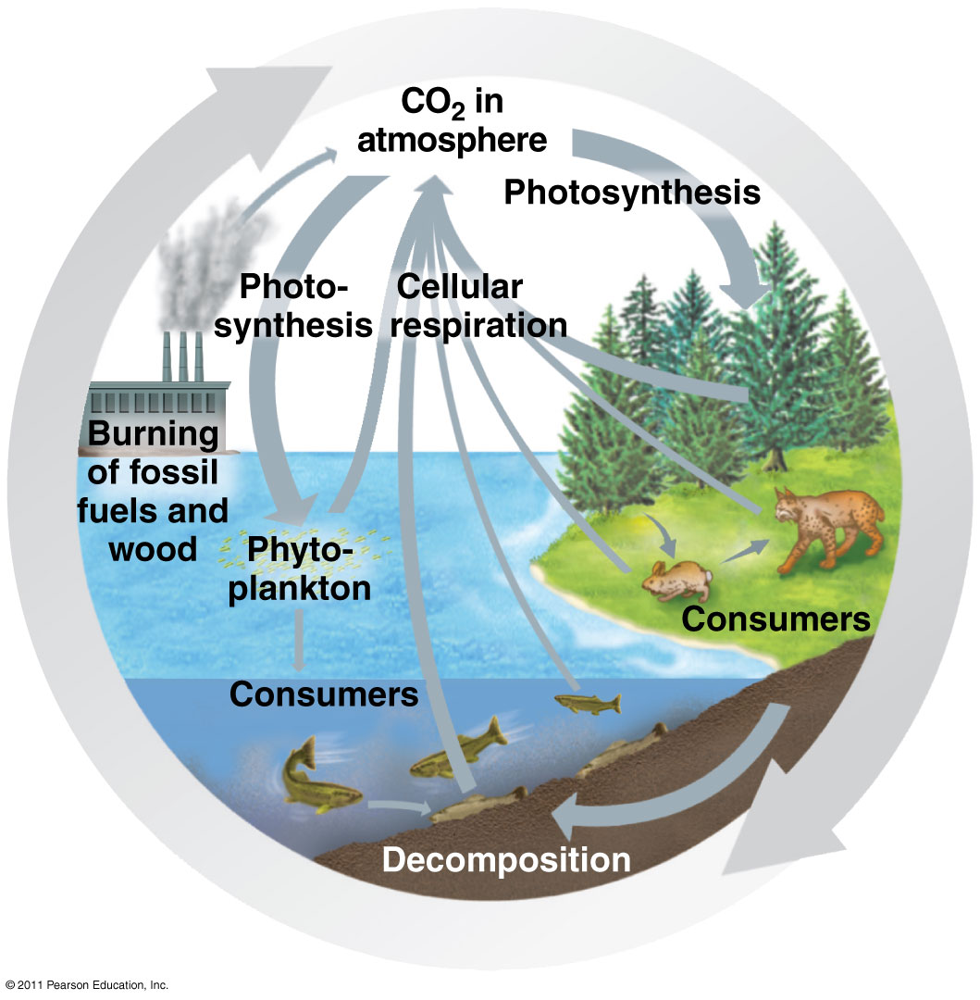 CO₂ in
atmosphere
Photosynthesis
Photo-
synthesis
Cellular
respiration
Burning
of fossil
fuels and
wood
Phyto-
plankton
Consumers
Consumers
Decomposition
© 2011 Pearson Education, Inc.